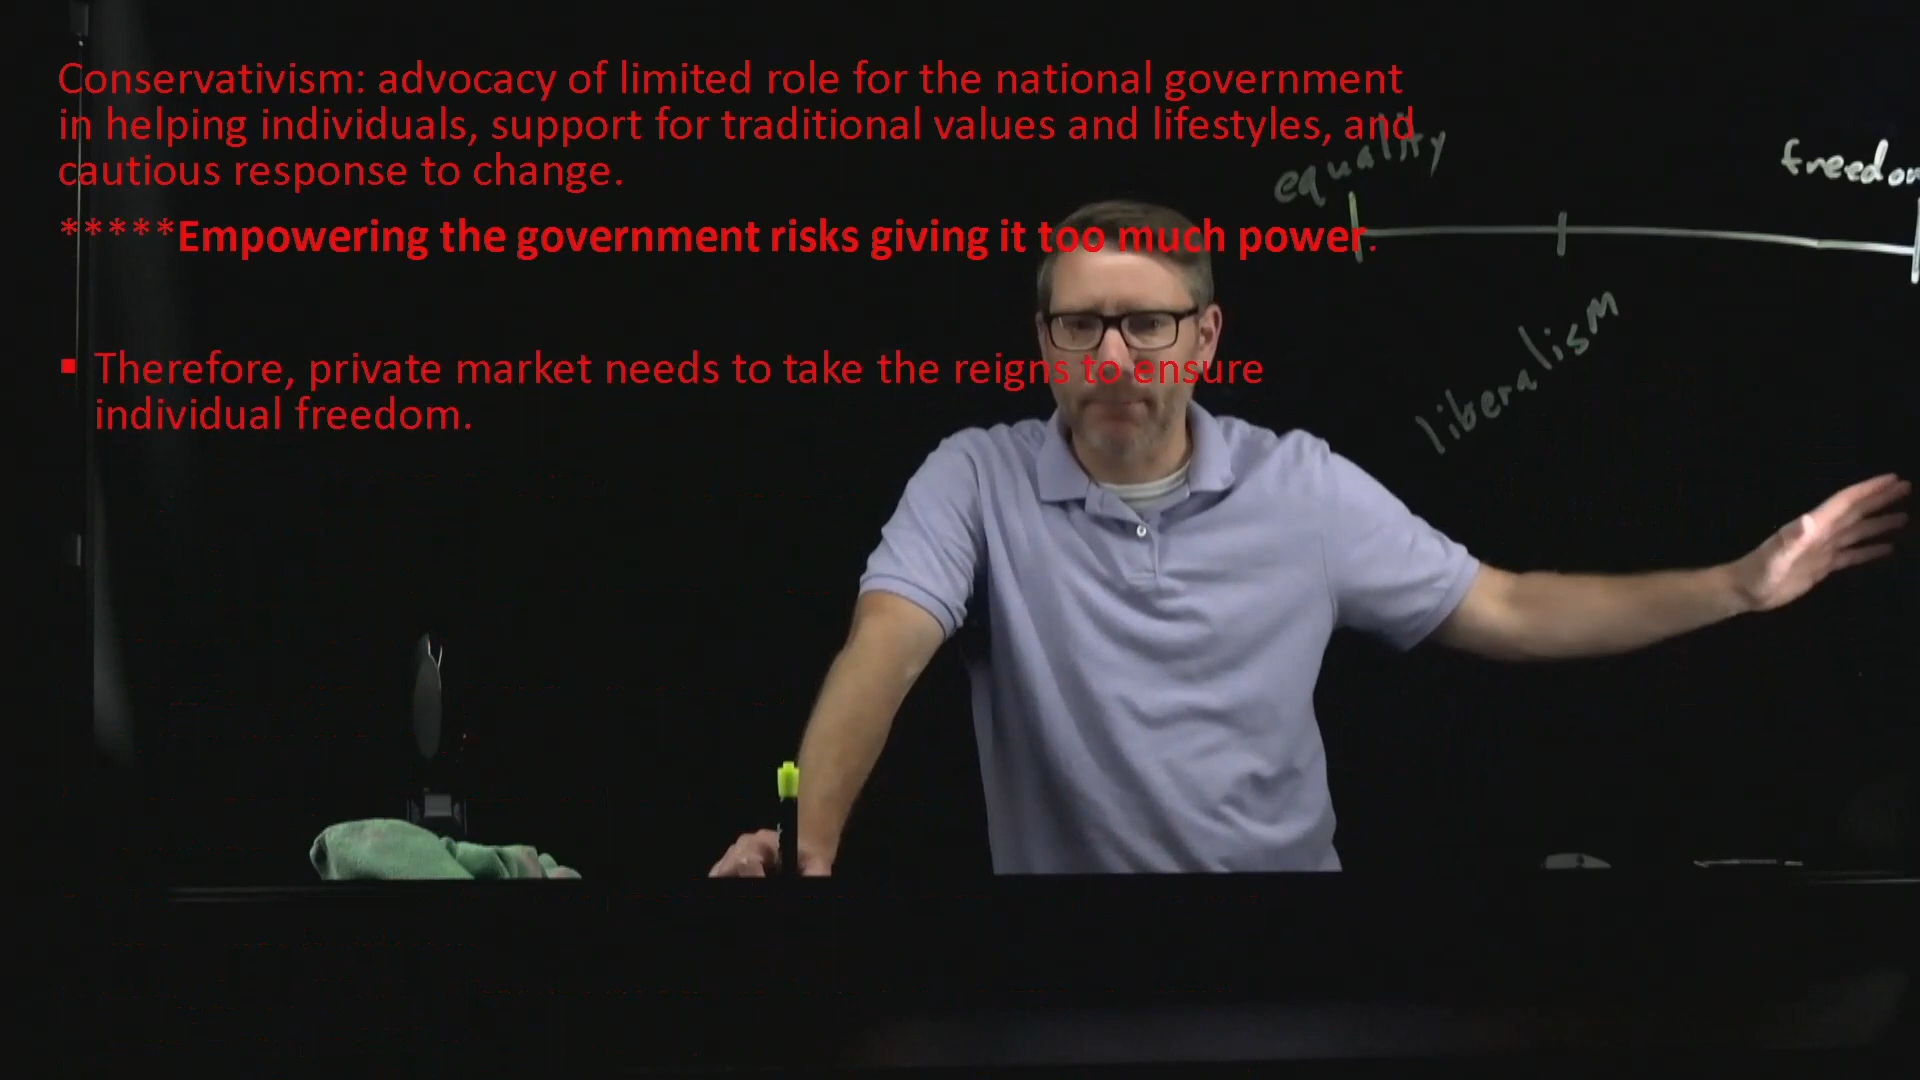 Conservativism: advocacy of limited role for the national government
in helping individuals, support for traditional values and lifestyles, and
cautious response to change.
*****Empowering the government risks giving it too much power.
▪ Therefore, private market needs to take the reigns to ensure
individual freedom.
equality
freedom
liberalism